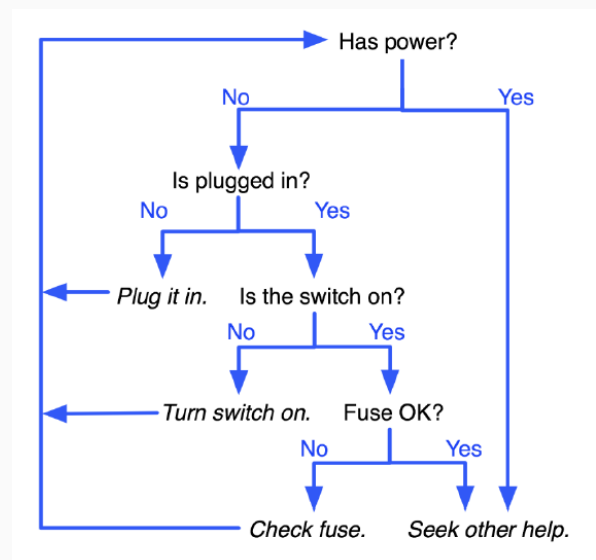 Has power?
No
Yes
Is plugged in?
No
Yes
Plug it in.
Is the switch on?
No
Yes
Turn switch on.
Fuse OK?
No
Yes
Check fuse.
Seek other help.